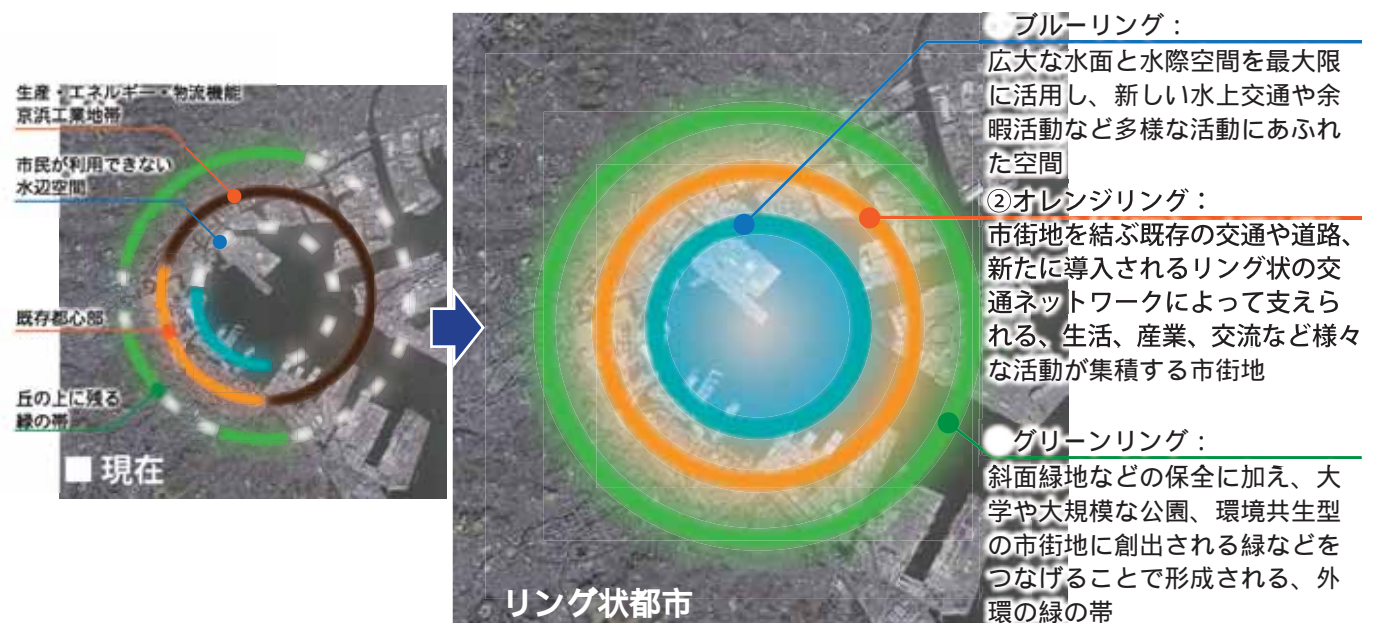 生産・エネルギー・物流機能
京浜工業地帯
市民が利用できない
水辺空間
既存都心部
丘の上に残る
緑の帯
■ 現在
リング状都市
ブルーリング：
広大な水面と水際空間を最大限
に活用し、新しい水上交通や余
暇活動など多様な活動にあふれ
た空間
②オレンジリング：
市街地を結ぶ既存の交通や道路、
新たに導入されるリング状の交
通ネットワークによって支えら
れる、生活、産業、交流など様々
な活動が集積する市街地
グリーンリング：
斜面緑地などの保全に加え、大
学や大規模な公園、環境共生型
の市街地に創出される緑などを
つなげることで形成される、外
環の緑の帯